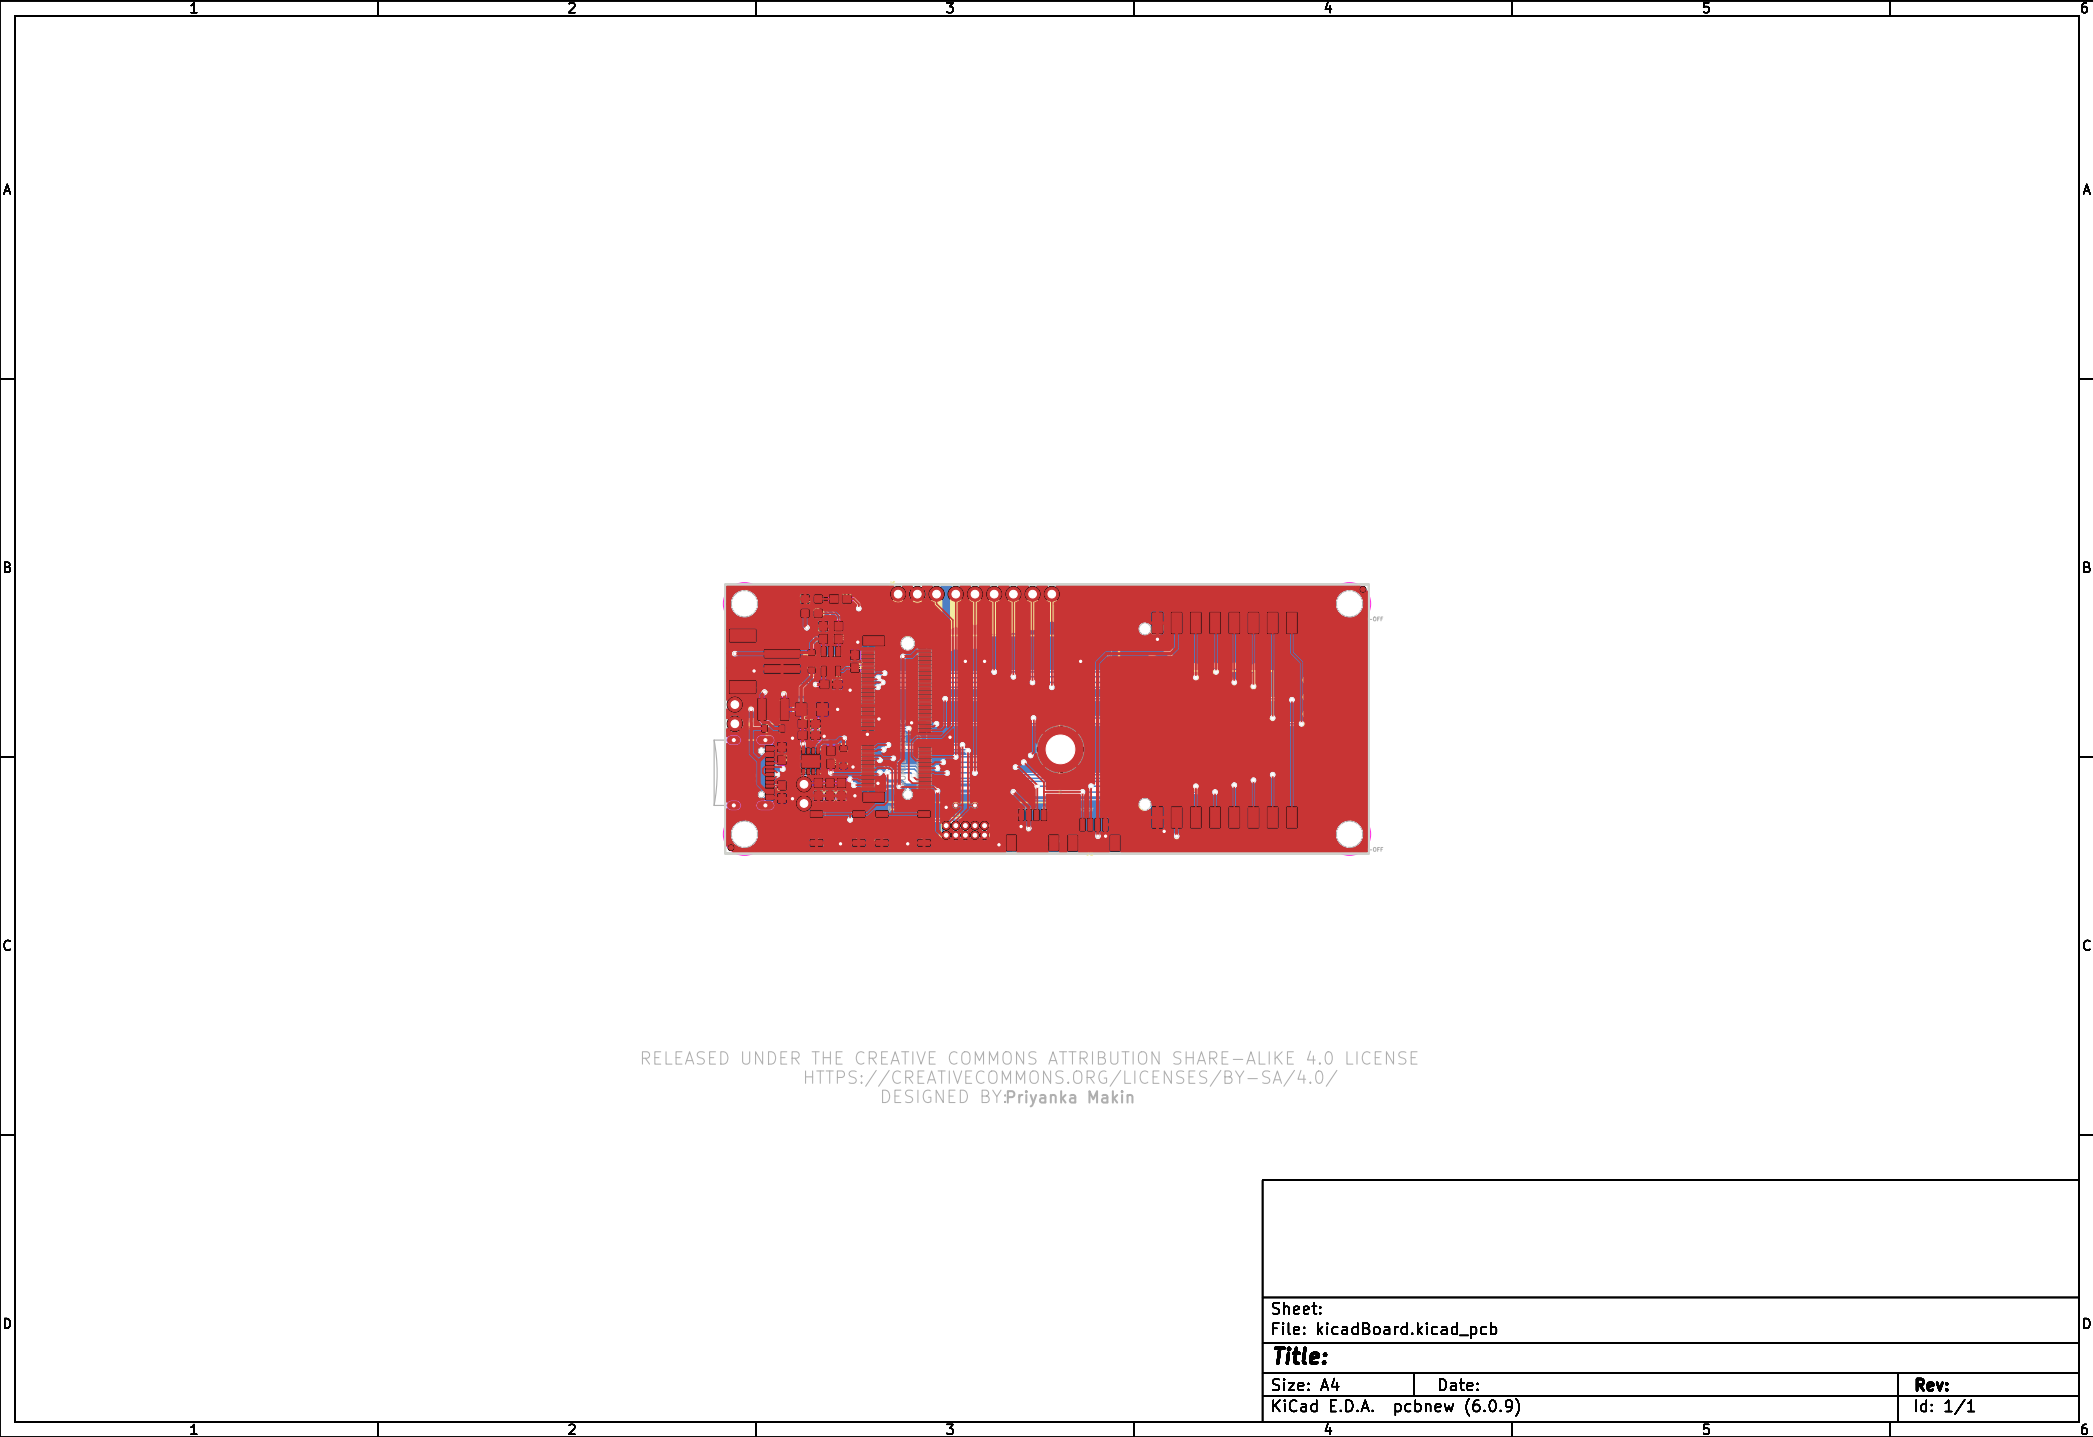 1 2 3 4 5 6
A A
B B
-OFF
-OFF
C C
RELEASED UNDER THE CREATIVE COMMONS ATTRIBUTION SHARE-ALIKE 4.0 LICENSE
HTTPS://CREATIVECOMMONS.ORG/LICENSES/BY-SA/4.0/
DESIGNED BY:Priyanka Makin
Sheet:
File: kicadBoard.kicad_pcb
D D
Title:
Size: A4 Date: Rev:
KiCad E.D.A. pcbnew (6.0.9) Id: 1/1
1 2 3 4 5 6